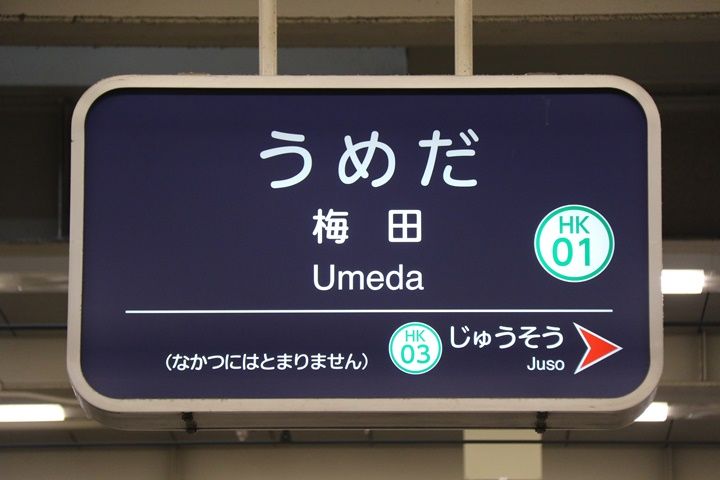 うめだ
梅田
Umeda
HK
01
(なかつにはとまりません)
HK
03
じゅうそう
Juso